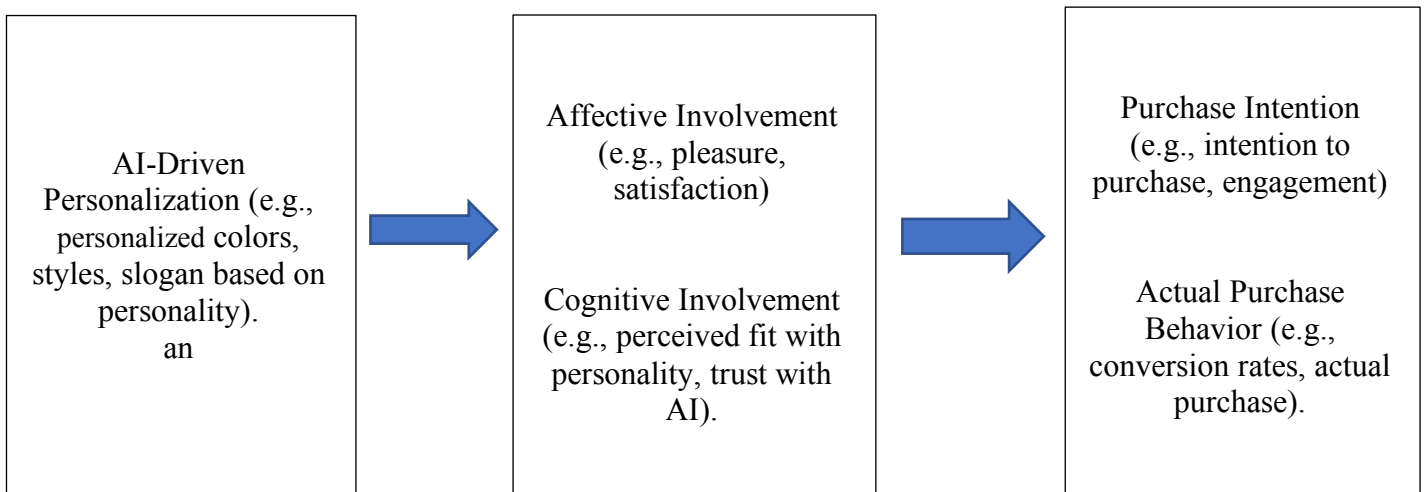 AI-Driven
Personalization (e.g.,
personalized colors,
styles, slogan based on
personality).
an
Affective Involvement
(e.g., pleasure,
satisfaction)
Cognitive Involvement
(e.g., perceived fit with
personality, trust with
AI).
Purchase Intention
(e.g., intention to
purchase, engagement)
Actual Purchase
Behavior (e.g.,
conversion rates, actual
purchase).